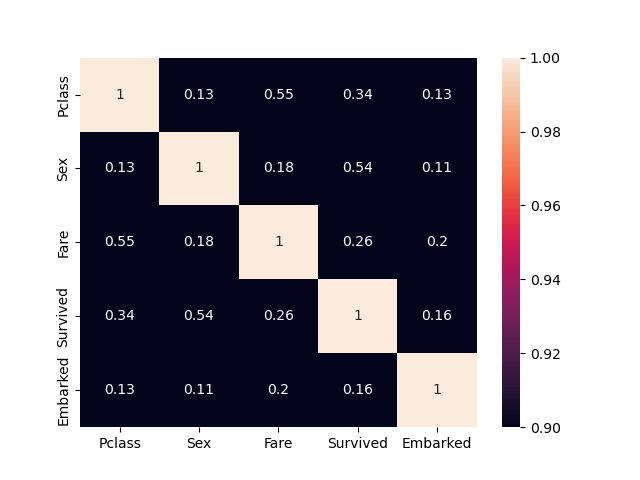 Pclass 1 0.13 0.55 0.34 0.13
Sex 0.13 1 0.18 0.54 0.11
Fare 0.55 0.18 1 0.26 0.2
Survived 0.34 0.54 0.26 1 0.16
Embarked 0.13 0.11 0.2 0.16 1
Pclass Sex Fare Survived Embarked
1.00
0.98
0.96
0.94
0.92
0.90